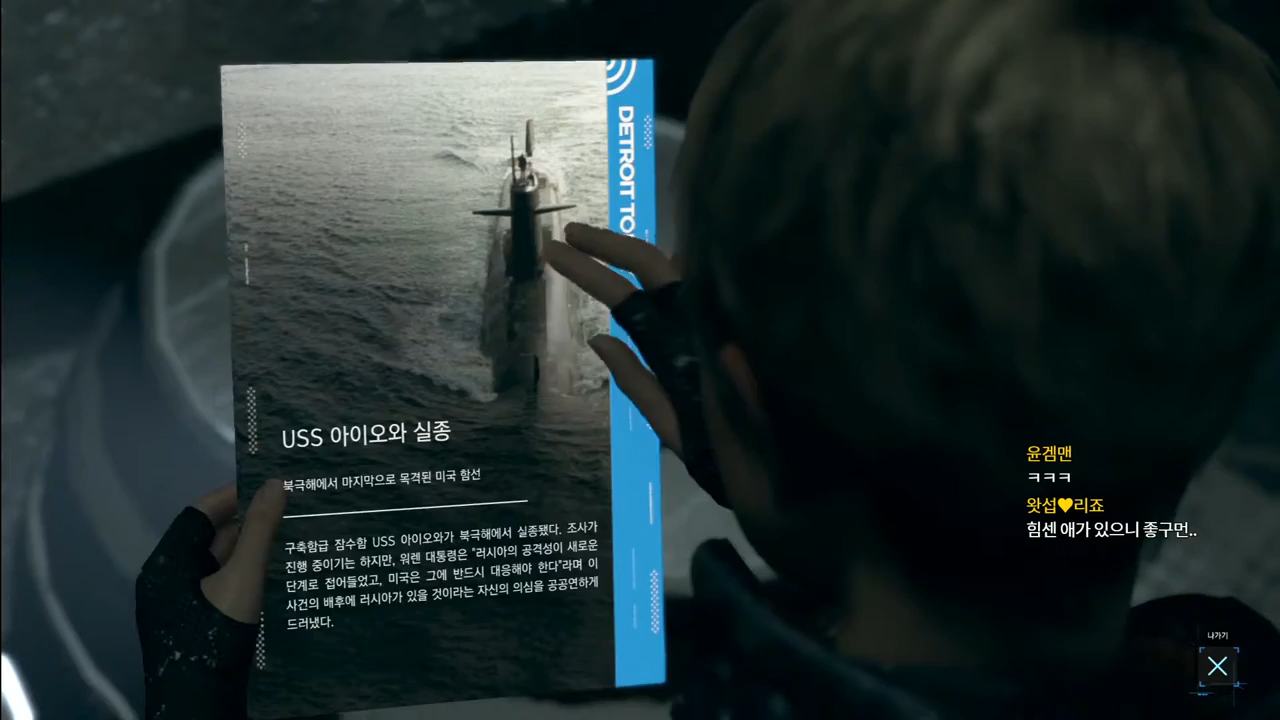 DETROIT TO
USS 아이오와 실종
북극해에서 마지막으로 목격된 미국 함선
구축함급 잠수함 USS 아이오와가 북극해에서 실종됐다. 조사가
진행 중이기는 하지만, 워렌 대통령은 "러시아의 공격성이 새로운
단계로 접어들었고, 미국은 그에 반드시 대응해야 한다"라며 이
사건의 배후에 러시아가 있을 것이라는 자신의 의심을 공공연하게
드러냈다.
윤겜맨
ㅋㅋㅋ
왓섭♥리죠
힘센 애가 있으니 좋구먼..
나가기